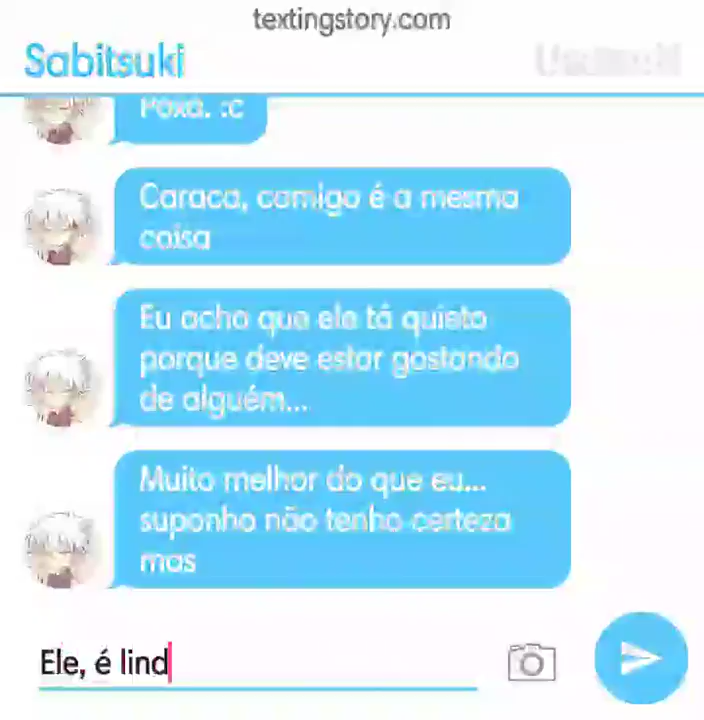 textingstory.com
Sabitsuki
Poxa. :c
Caraca, comigo é a mesma
coisa
Eu acho que ele tá quieto
porque deve estar gostando
de alguém...
Muito melhor do que eu...
suponho não tenho certeza
mas
Ele, é lind